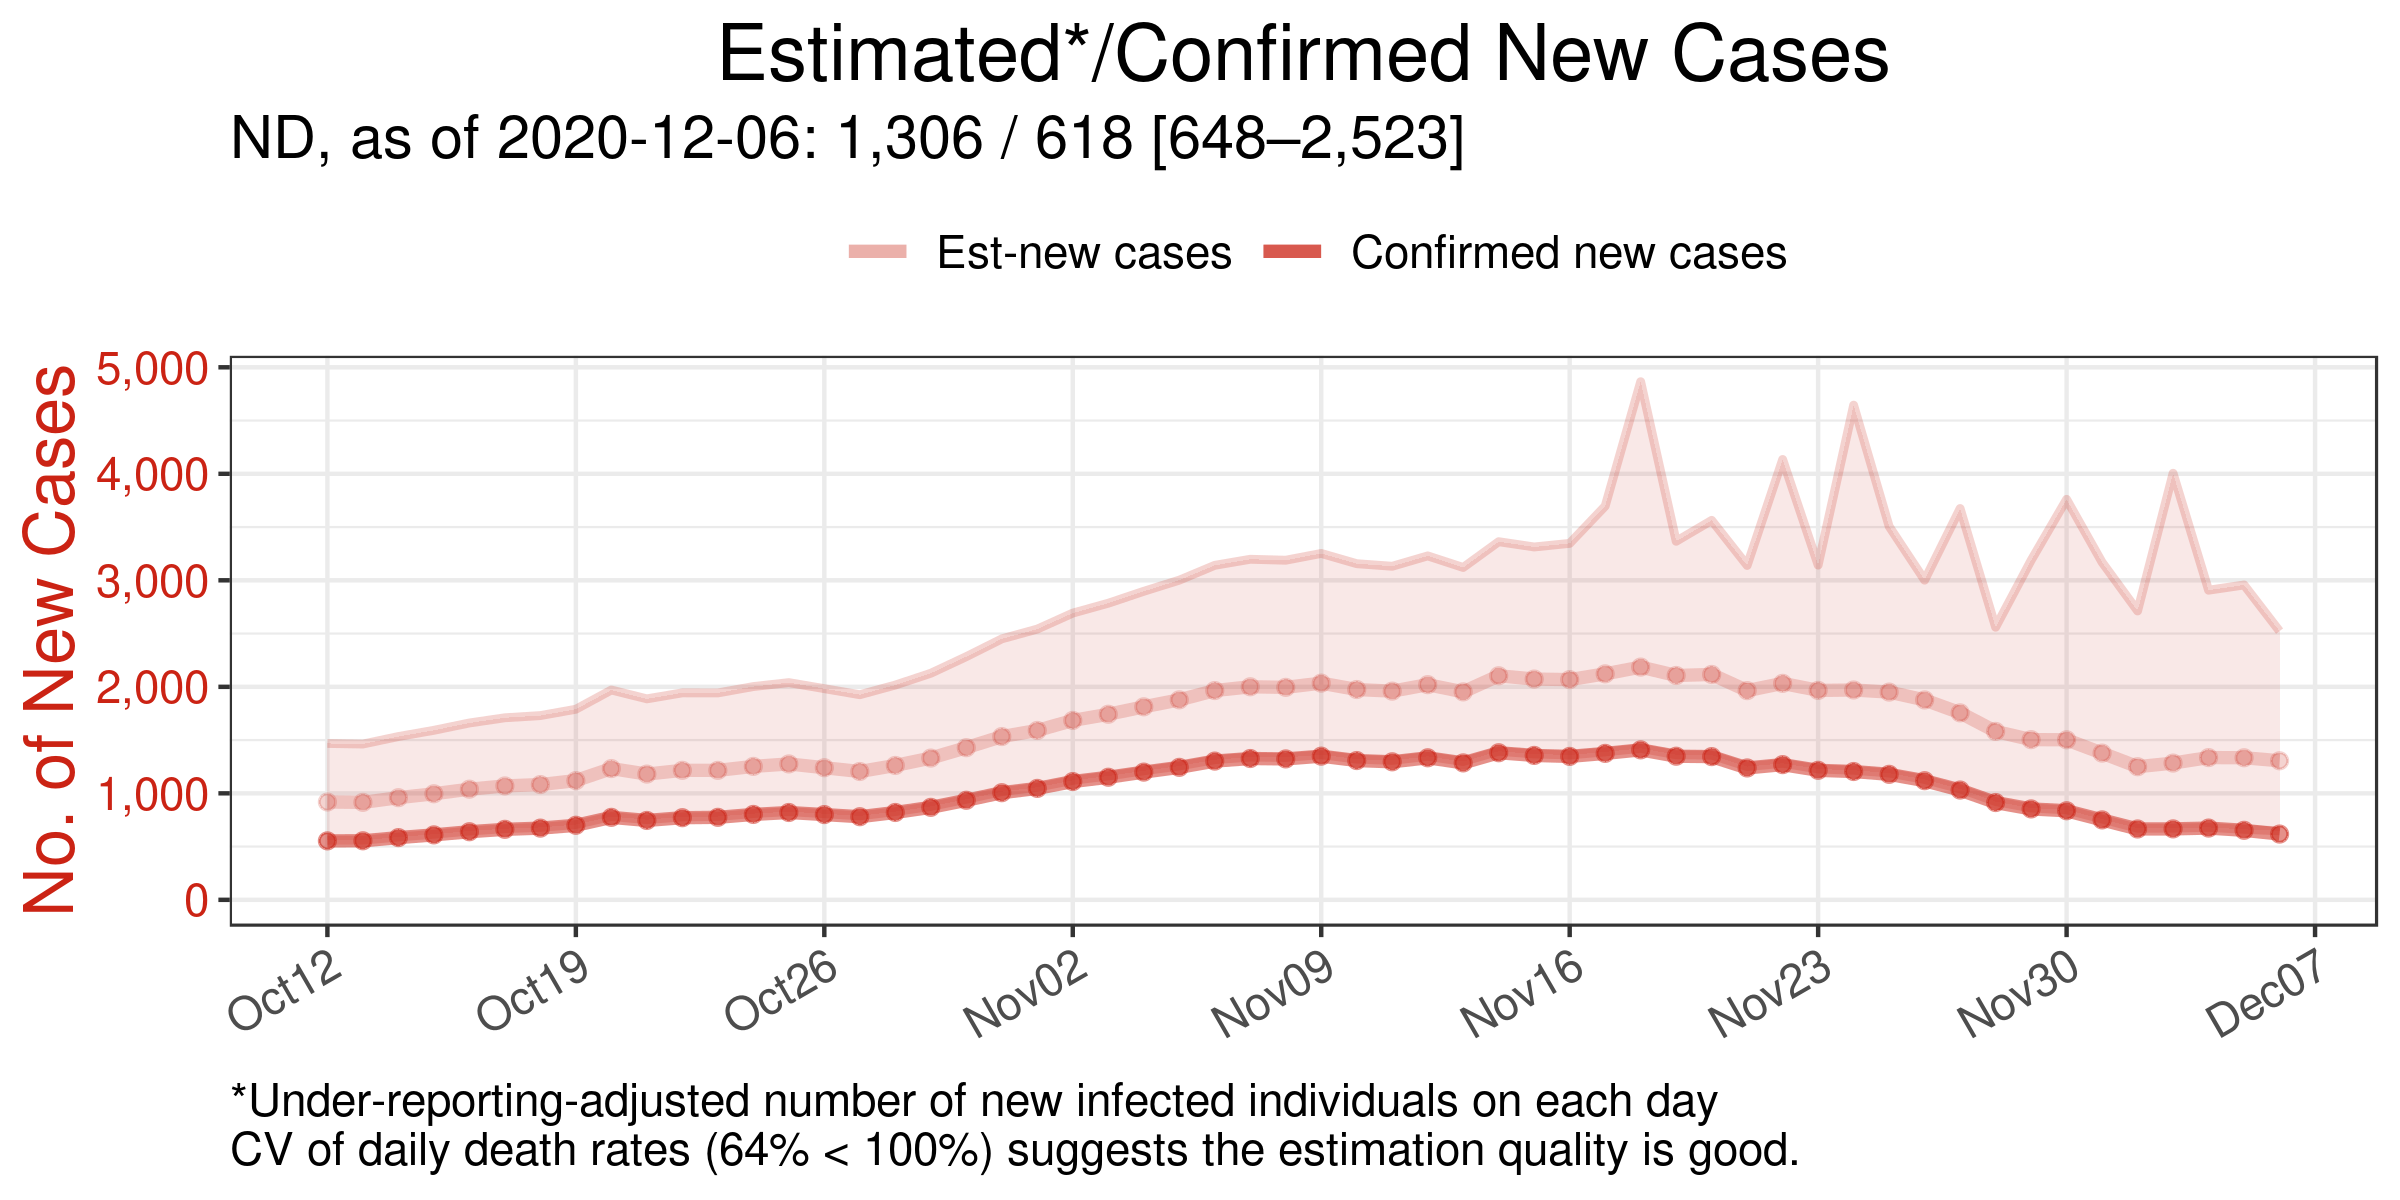 Estimated*/Confirmed New Cases
ND, as of 2020-12-06: 1,306 / 618 [648–2,523]
Est-new cases
Confirmed new cases
No. of New Cases
5,000
4,000
3,000
2,000
1,000
0
Oct12
Oct19
Oct26
Nov02
Nov09
Nov16
Nov23
Nov30
Dec07
*Under-reporting-adjusted number of new infected individuals on each day
CV of daily death rates (64% < 100%) suggests the estimation quality is good.